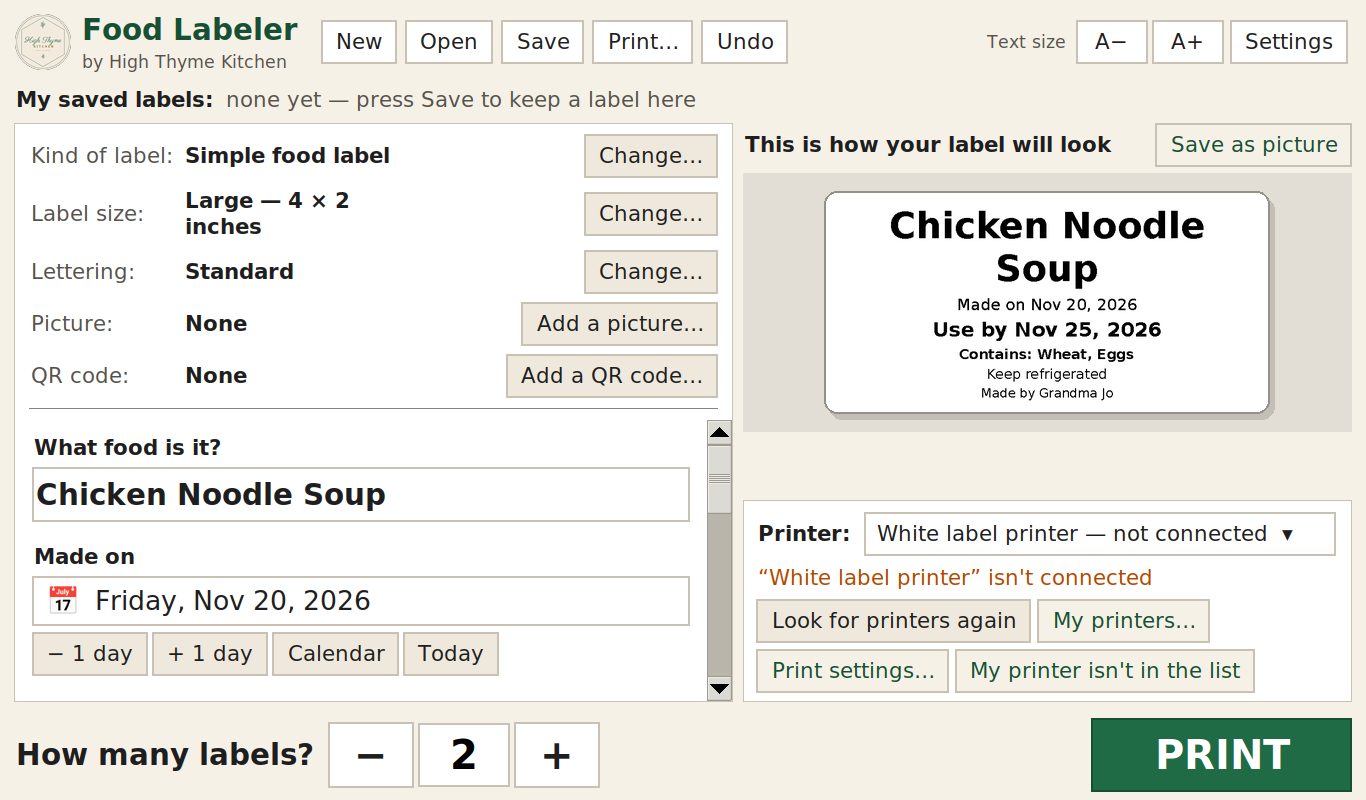 High Thyme
KITCHEN
Food Labeler
by High Thyme Kitchen
New
Open
Save
Print...
Undo
Text size
A−
A+
Settings
My saved labels: none yet — press Save to keep a label here
Kind of label: Simple food label
Change...
Label size: Large — 4 × 2
inches
Change...
Lettering: Standard
Change...
Picture: None
Add a picture...
QR code: None
Add a QR code...
What food is it?
Chicken Noodle Soup
Made on
July
17
Friday, Nov 20, 2026
− 1 day
+ 1 day
Calendar
Today
This is how your label will look
Save as picture
Chicken Noodle
Soup
Made on Nov 20, 2026
Use by Nov 25, 2026
Contains: Wheat, Eggs
Keep refrigerated
Made by Grandma Jo
Printer: White label printer — not connected ▾
“White label printer” isn't connected
Look for printers again
My printers...
Print settings...
My printer isn't in the list
How many labels?
−
2
+
PRINT